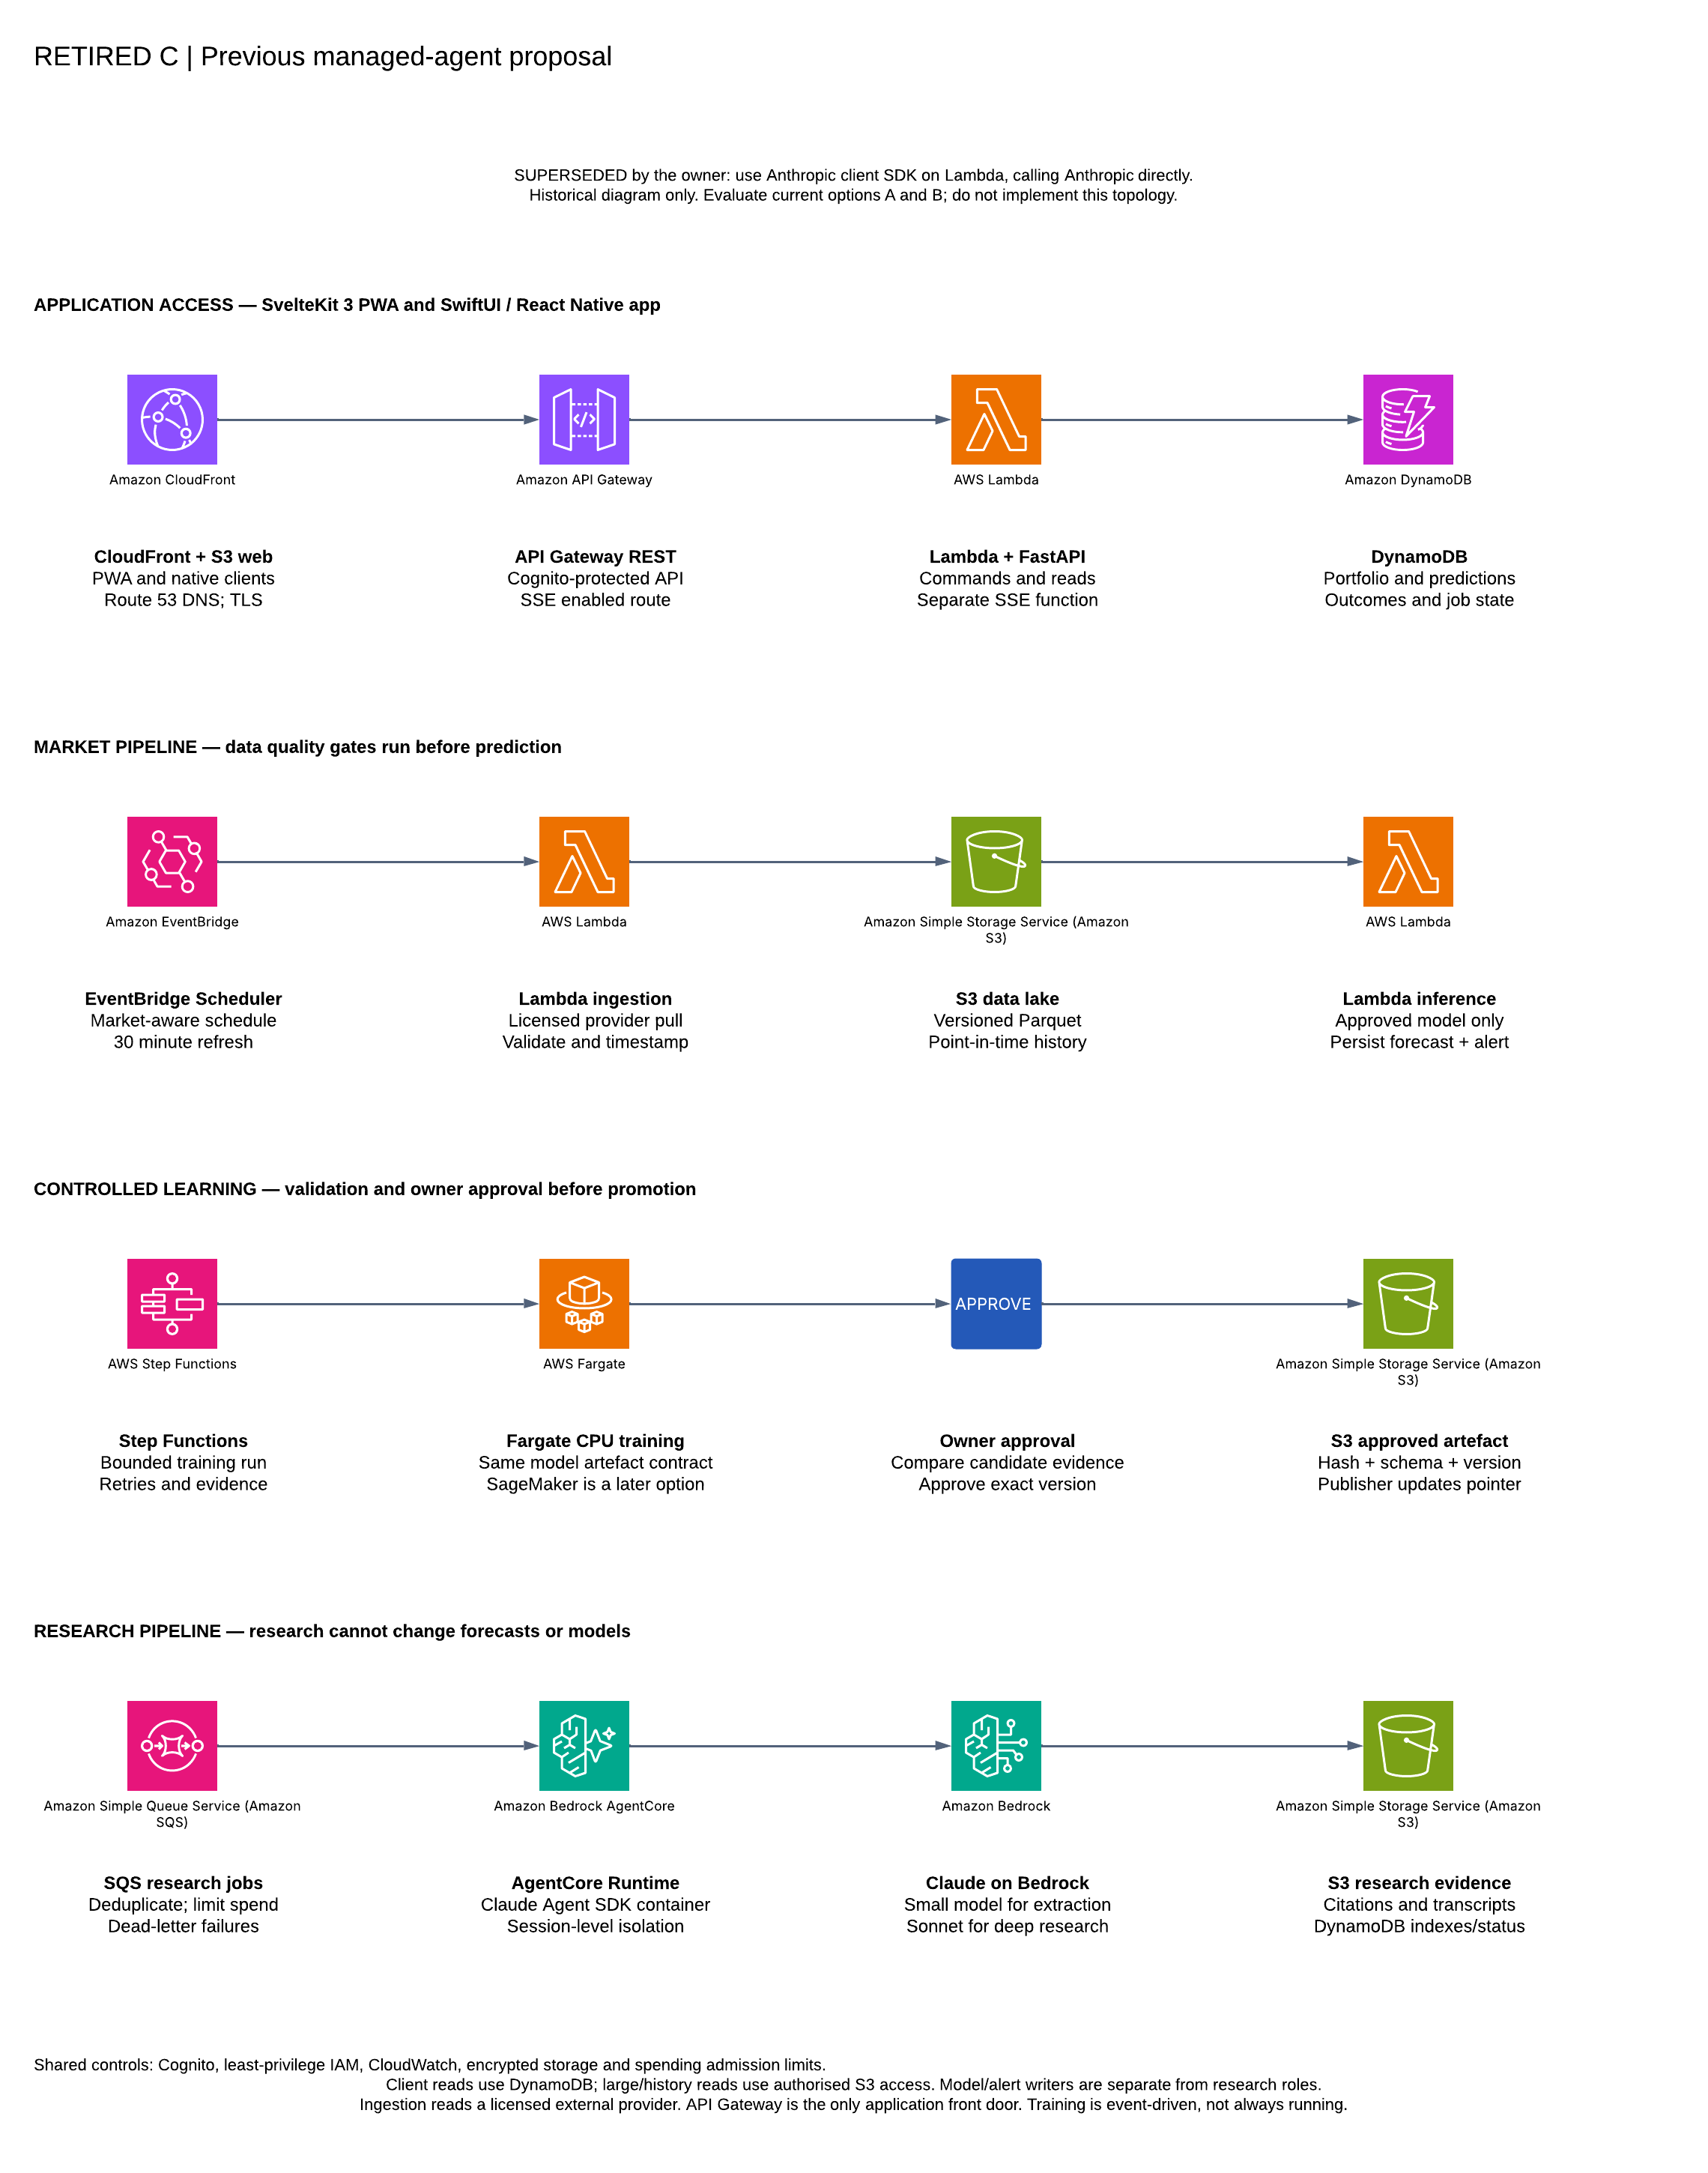 RETIRED C | Previous managed-agent proposal
SUPERSEDED by the owner: use Anthropic client SDK on Lambda, calling Anthropic directly.
Historical diagram only. Evaluate current options A and B; do not implement this topology.
APPLICATION ACCESS — SvelteKit 3 PWA and SwiftUI / React Native app
Amazon CloudFront
Amazon API Gateway
AWS Lambda
Amazon DynamoDB
CloudFront + S3 web
PWA and native clients
Route 53 DNS; TLS
API Gateway REST
Cognito-protected API
SSE enabled route
Lambda + FastAPI
Commands and reads
Separate SSE function
DynamoDB
Portfolio and predictions
Outcomes and job state
MARKET PIPELINE — data quality gates run before prediction
Amazon EventBridge
AWS Lambda
Amazon Simple Storage Service (Amazon
S3)
AWS Lambda
EventBridge Scheduler
Market-aware schedule
30 minute refresh
Lambda ingestion
Licensed provider pull
Validate and timestamp
S3 data lake
Versioned Parquet
Point-in-time history
Lambda inference
Approved model only
Persist forecast + alert
CONTROLLED LEARNING — validation and owner approval before promotion
APPROVE
AWS Step Functions
AWS Fargate
Amazon Simple Storage Service (Amazon
S3)
Step Functions
Bounded training run
Retries and evidence
Fargate CPU training
Same model artefact contract
SageMaker is a later option
Owner approval
Compare candidate evidence
Approve exact version
S3 approved artefact
Hash + schema + version
Publisher updates pointer
RESEARCH PIPELINE — research cannot change forecasts or models
Amazon Simple Queue Service (Amazon
SQS)
Amazon Bedrock AgentCore
Amazon Bedrock
Amazon Simple Storage Service (Amazon
S3)
SQS research jobs
Deduplicate; limit spend
Dead-letter failures
AgentCore Runtime
Claude Agent SDK container
Session-level isolation
Claude on Bedrock
Small model for extraction
Sonnet for deep research
S3 research evidence
Citations and transcripts
DynamoDB indexes/status
Shared controls: Cognito, least-privilege IAM, CloudWatch, encrypted storage and spending admission limits.
Client reads use DynamoDB; large/history reads use authorised S3 access. Model/alert writers are separate from research roles.
Ingestion reads a licensed external provider. API Gateway is the only application front door. Training is event-driven, not always running.